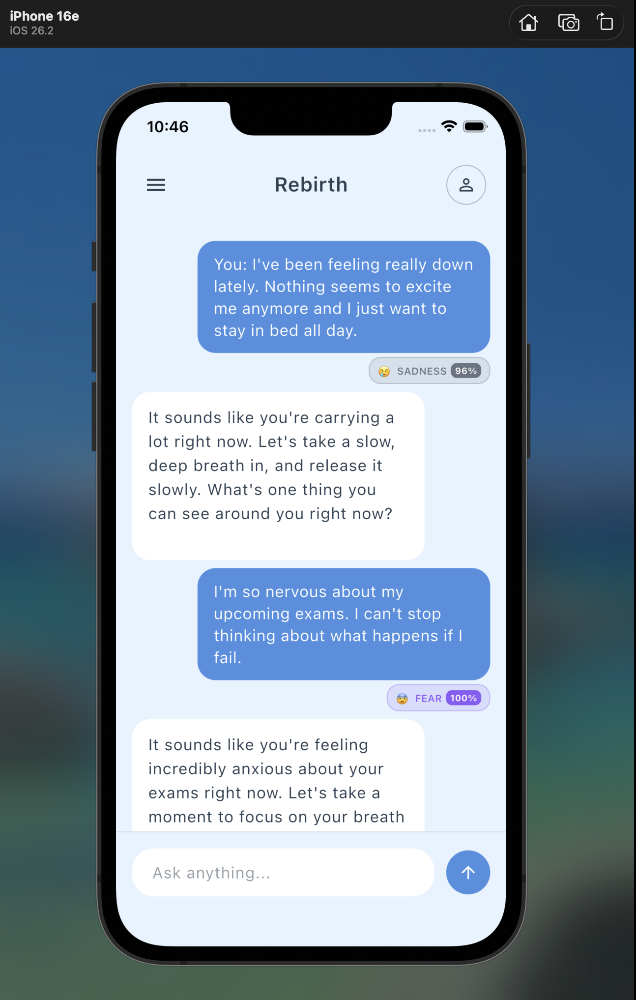 iPhone 16e
iOS 26.2
10:46
Rebirth
You: I've been feeling really down
lately. Nothing seems to excite
me anymore and I just want to
stay in bed all day.
😢 SADNESS 96%
It sounds like you're carrying a
lot right now. Let's take a slow,
deep breath in, and release it
slowly. What's one thing you
can see around you right now?
I'm so nervous about my
upcoming exams. I can't stop
thinking about what happens if I
fail.
😨 FEAR 100%
It sounds like you're feeling
incredibly anxious about your
exams right now. Let's take a
moment to focus on your breath
Ask anything...